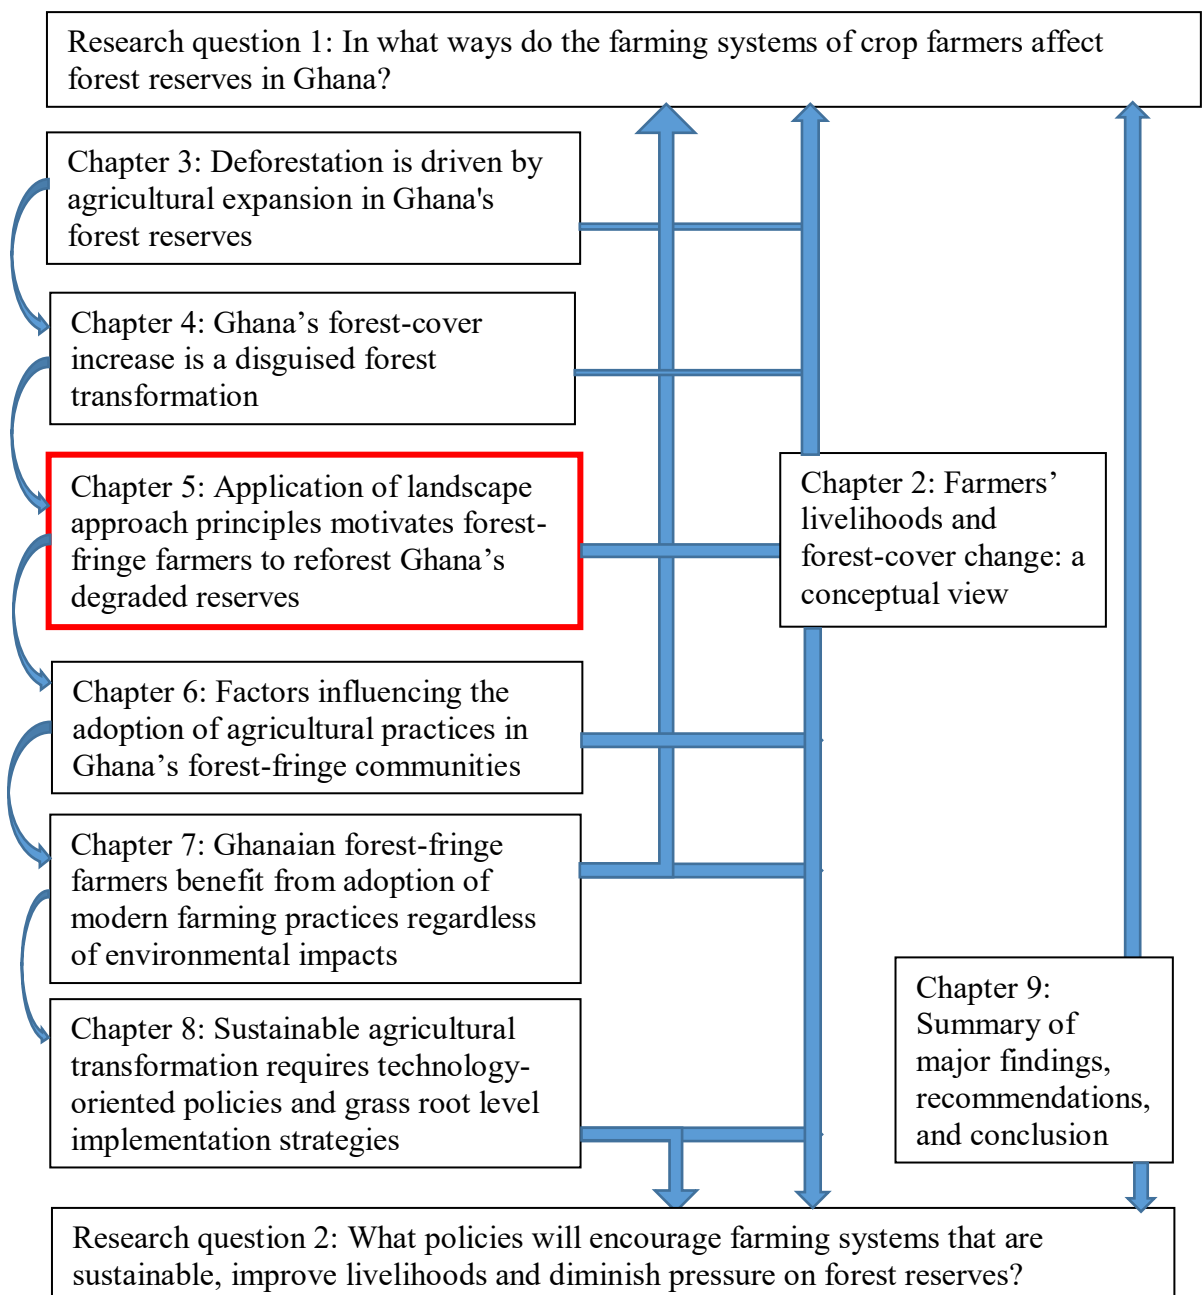 Research question 1: In what ways do the farming systems of crop farmers affect
forest reserves in Ghana?
Chapter 3: Deforestation is driven by
agricultural expansion in Ghana's
forest reserves
Chapter 4: Ghana’s forest-cover
increase is a disguised forest
transformation
Chapter 5: Application of landscape
approach principles motivates forest-
fringe farmers to reforest Ghana’s
degraded reserves
Chapter 2: Farmers’
livelihoods and
forest-cover change: a
conceptual view
Chapter 6: Factors influencing the
adoption of agricultural practices in
Ghana’s forest-fringe communities
Chapter 7: Ghanaian forest-fringe
farmers benefit from adoption of
modern farming practices regardless
of environmental impacts
Chapter 8: Sustainable agricultural
transformation requires technology-
oriented policies and grass root level
implementation strategies
Chapter 9:
Summary of
major findings,
recommendations,
and conclusion
Research question 2: What policies will encourage farming systems that are
sustainable, improve livelihoods and diminish pressure on forest reserves?